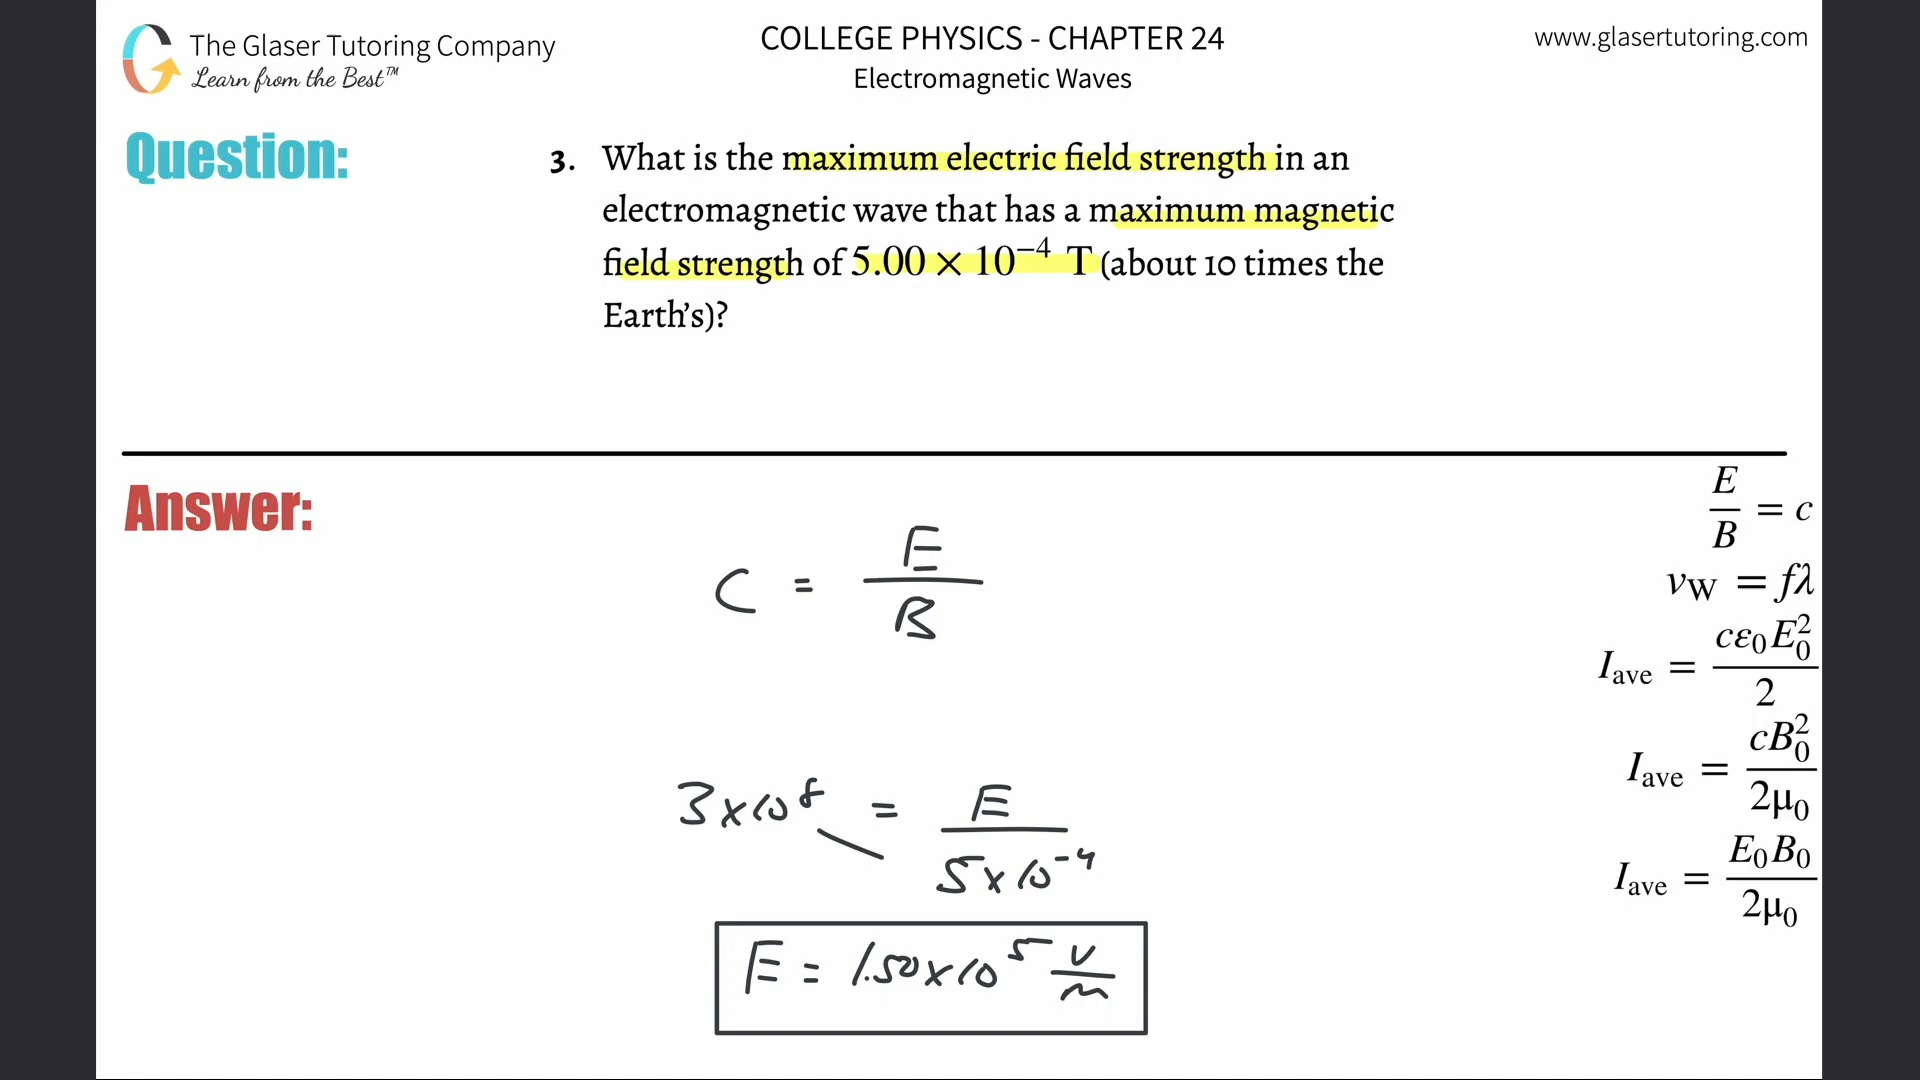 The Glaser Tutoring Company
Learn from the Best™
COLLEGE PHYSICS - CHAPTER 24
Electromagnetic Waves
www.glasertutoring.com
Question:
3. What is the maximum electric field strength in an
electromagnetic wave that has a maximum magnetic
field strength of 5.00 × 10⁻⁴ T (about 10 times the
Earth's)?
Answer:
C = E/B
3x10⁸ = E/5x10⁻⁴
E = 1.50x10⁵ V/m
E/B = c
v_W = fλ
I_ave = cε₀E₀²/2
I_ave = cB₀²/2μ₀
I_ave = E₀B₀/2μ₀